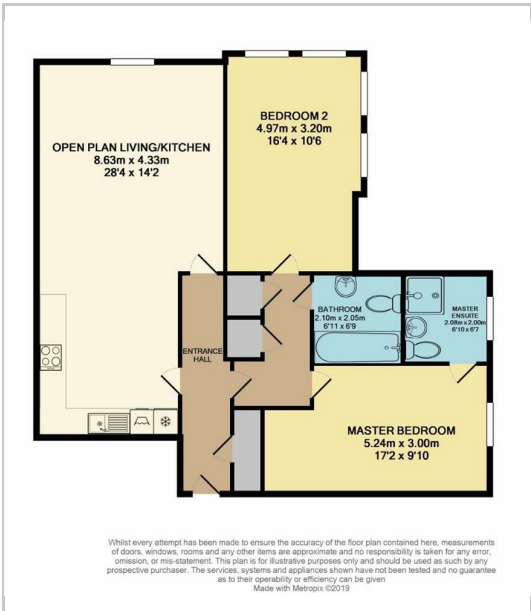 OPEN PLAN LIVING/KITCHEN
8.63m x 4.33m
28'4 x 14'2
BEDROOM 2
4.97m x 3.20m
16'4 x 10'6
BATHROOM
2.10m x 2.05m
6'11 x 6'9
MASTER
ENSUITE
2.08m x 2.00m
6'10 x 6'7
ENTRANCE
HALL
MASTER BEDROOM
5.24m x 3.00m
17'2 x 9'10
Whilst every attempt has been made to ensure the accuracy of the floor plan contained here, measurements
of doors, windows, rooms and any other items are approximate and no responsibility is taken for any error,
omission, or mis-statement. This plan is for illustrative purposes only and should be used as such by any
prospective purchaser. The services, systems and appliances shown have not been tested and no guarantee
as to their operability or efficiency can be given
Made with Metropix ©2019